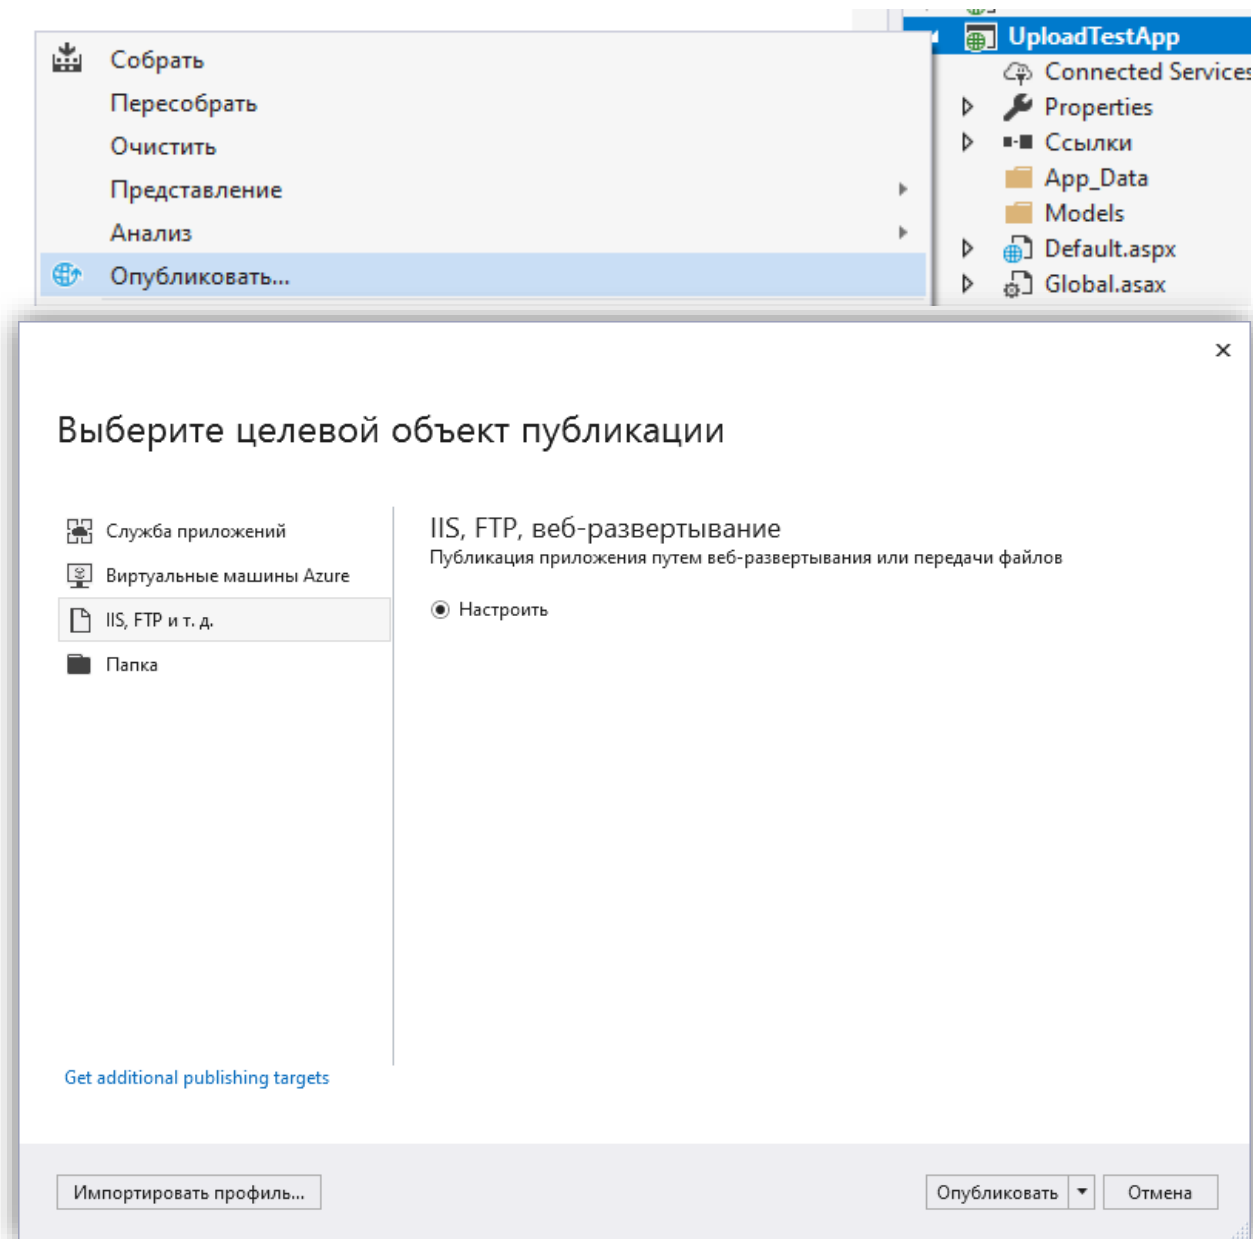 UploadTestApp
Connected Services
Properties
Ссылки
App_Data
Models
Default.aspx
Global.asax
Собрать
Пересобрать
Очистить
Представление
Анализ
Опубликовать...
Выберите целевой объект публикации
Служба приложений
Виртуальные машины Azure
IIS, FTP и т. д.
Папка
IIS, FTP, веб-развертывание
Публикация приложения путем веб-развертывания или передачи файлов
Настроить
Get additional publishing targets
Импортировать профиль...
Опубликовать
Отмена